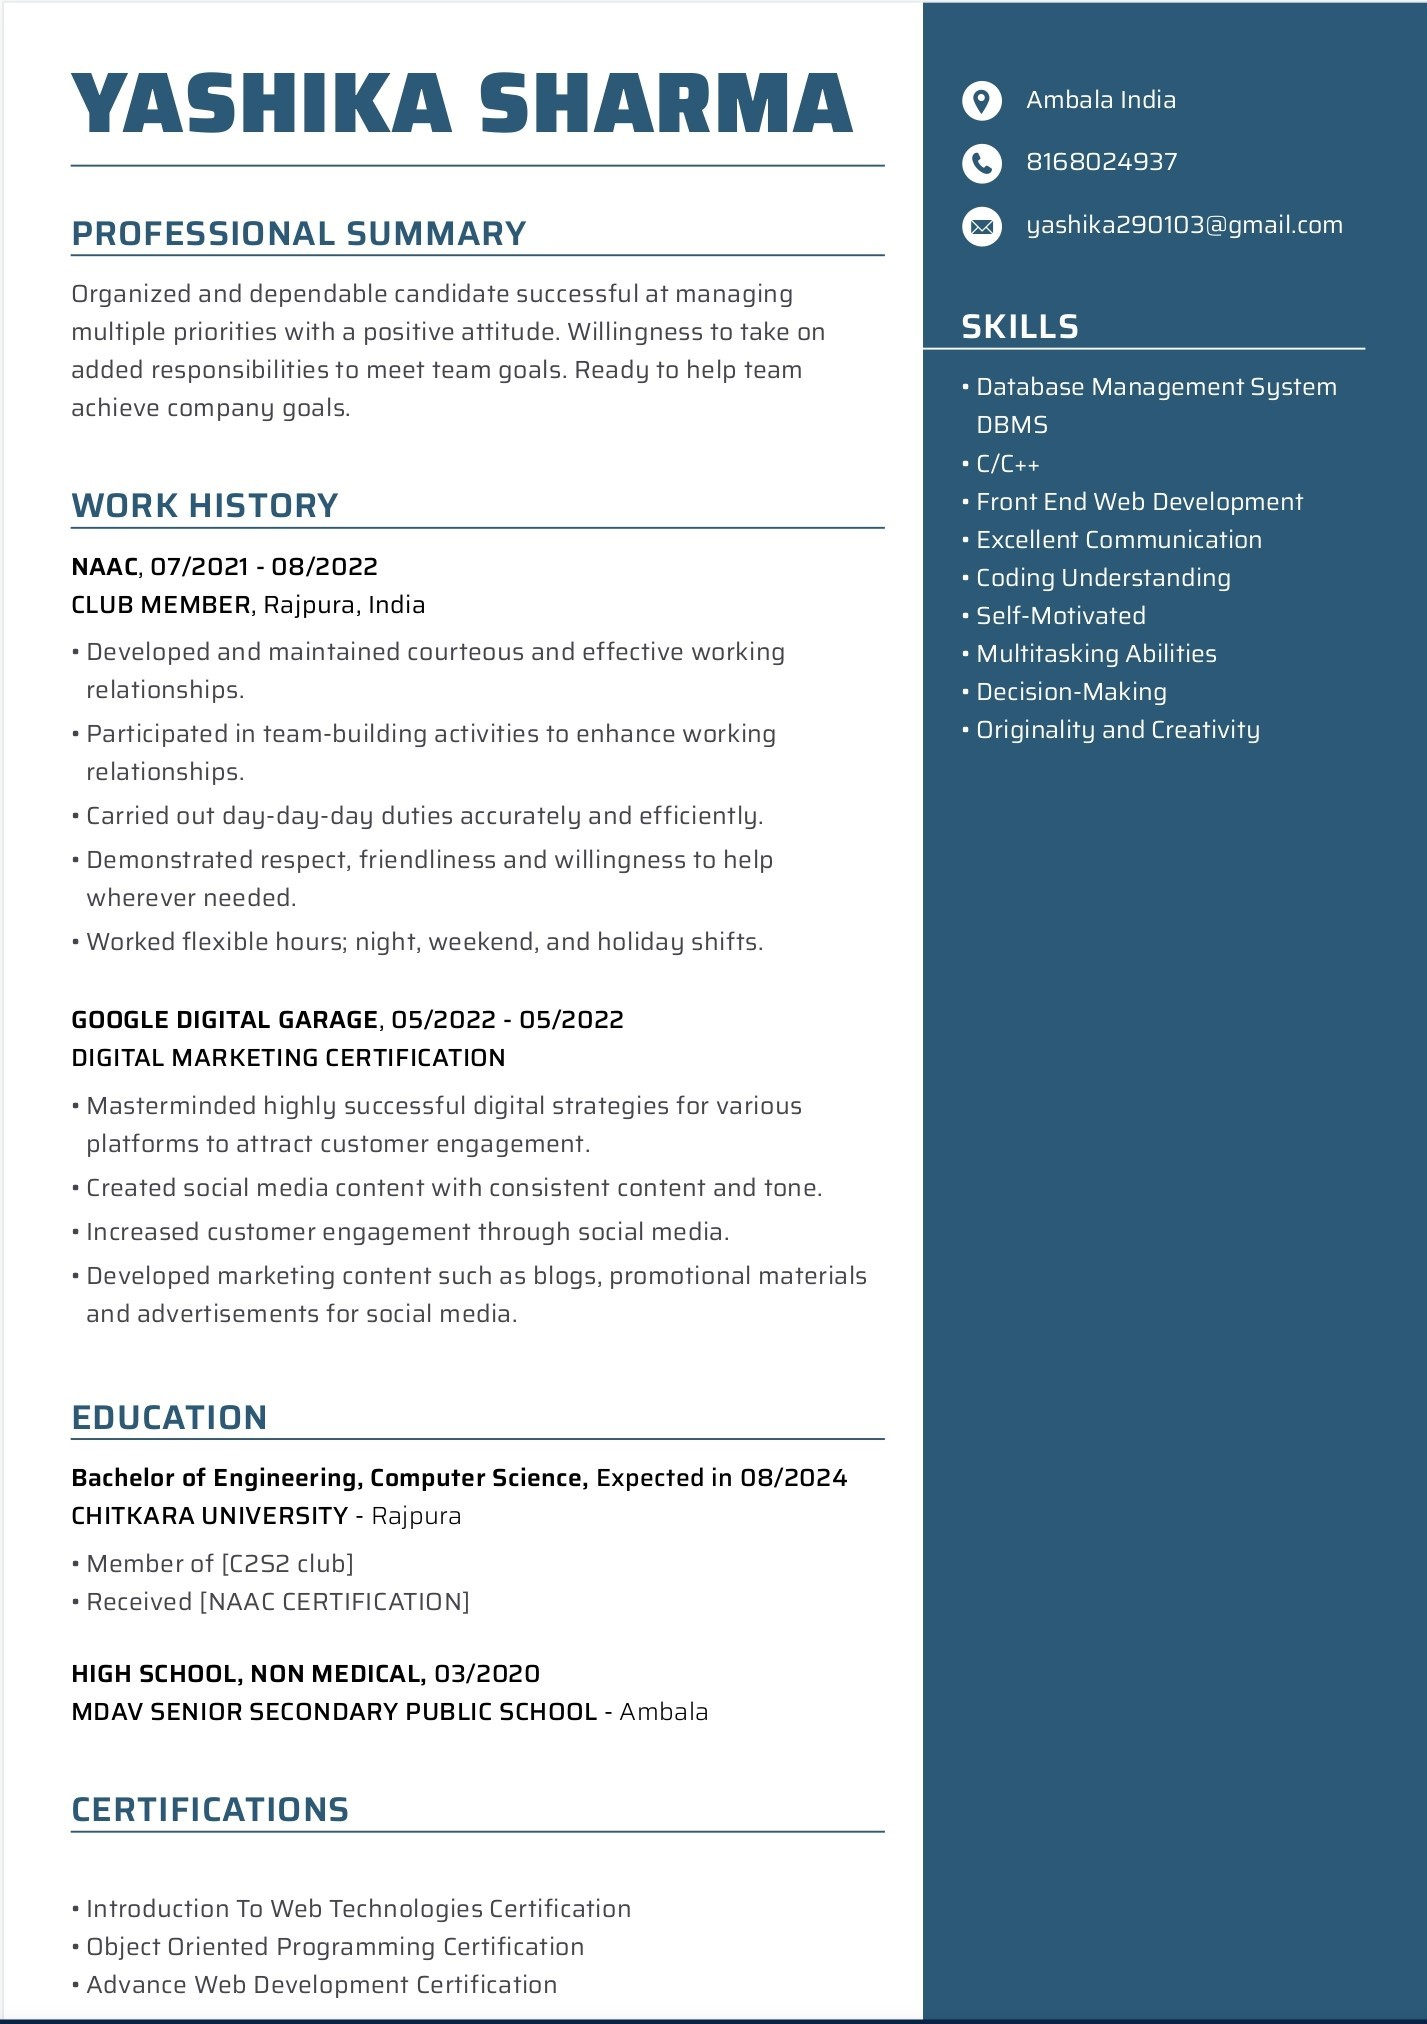 YASHIKA SHARMA
PROFESSIONAL SUMMARY
Organized and dependable candidate successful at managing
multiple priorities with a positive attitude. Willingness to take on
added responsibilities to meet team goals. Ready to help team
achieve company goals.
WORK HISTORY
NAAC, 07/2021 - 08/2022
CLUB MEMBER, Rajpura, India
• Developed and maintained courteous and effective working
relationships.
• Participated in team-building activities to enhance working
relationships.
• Carried out day-day-day duties accurately and efficiently.
• Demonstrated respect, friendliness and willingness to help
wherever needed.
• Worked flexible hours; night, weekend, and holiday shifts.
GOOGLE DIGITAL GARAGE, 05/2022 - 05/2022
DIGITAL MARKETING CERTIFICATION
• Masterminded highly successful digital strategies for various
platforms to attract customer engagement.
• Created social media content with consistent content and tone.
• Increased customer engagement through social media.
• Developed marketing content such as blogs, promotional materials
and advertisements for social media.
EDUCATION
Bachelor of Engineering, Computer Science, Expected in 08/2024
CHITKARA UNIVERSITY - Rajpura
• Member of [C2S2 club]
• Received [NAAC CERTIFICATION]
HIGH SCHOOL, NON MEDICAL, 03/2020
MDAV SENIOR SECONDARY PUBLIC SCHOOL - Ambala
CERTIFICATIONS
• Introduction To Web Technologies Certification
• Object Oriented Programming Certification
• Advance Web Development Certification
Ambala India
8168024937
yashika290103@gmail.com
SKILLS
• Database Management System
DBMS
• C/C++
• Front End Web Development
• Excellent Communication
• Coding Understanding
• Self-Motivated
• Multitasking Abilities
• Decision-Making
• Originality and Creativity